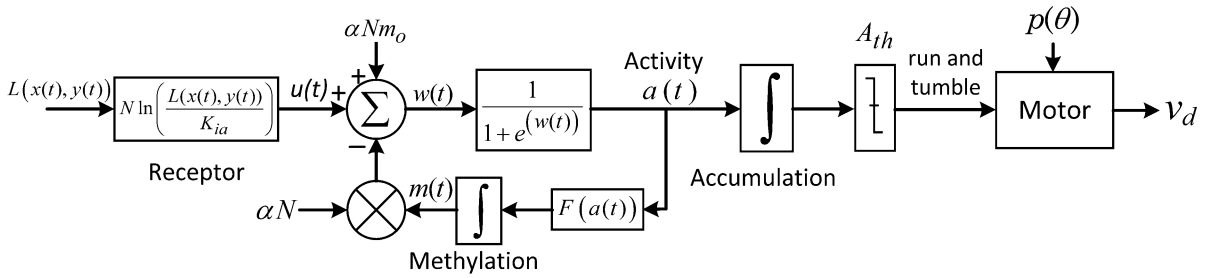 αNm_o
L(x(t), y(t))
N ln(L(x(t), y(t)) / K_ia)
Receptor
u(t)
+
+
−
Σ
w(t)
1 / 1 + e^(w(t))
Activity
a(t)
∫
Accumulation
A_th
run and
tumble
p(θ)
Motor
v_d
αN
m(t)
∫
F(a(t))
Methylation